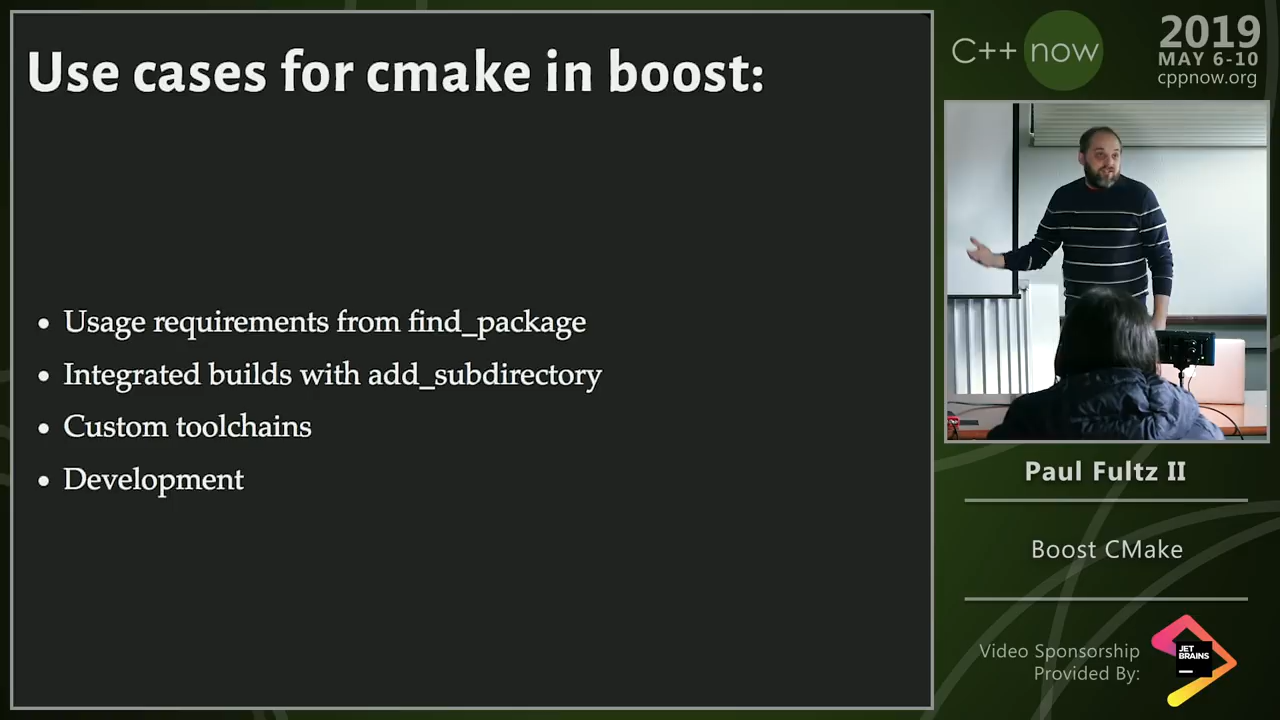 Use cases for cmake in boost:
• Usage requirements from find_package
• Integrated builds with add_subdirectory
• Custom toolchains
• Development
C++ now
2019
MAY 6-10
cppnow.org
Paul Fultz II
Boost CMake
Video Sponsorship
Provided By:
JET
BRAINS